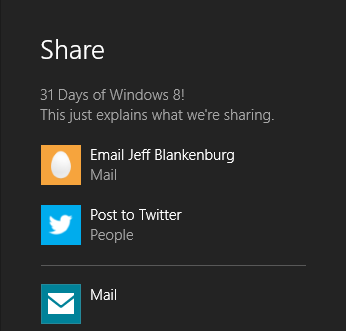 Share
31 Days of Windows 8!
This just explains what we're sharing.
Email Jeff Blankenburg
Mail
Post to Twitter
People
Mail